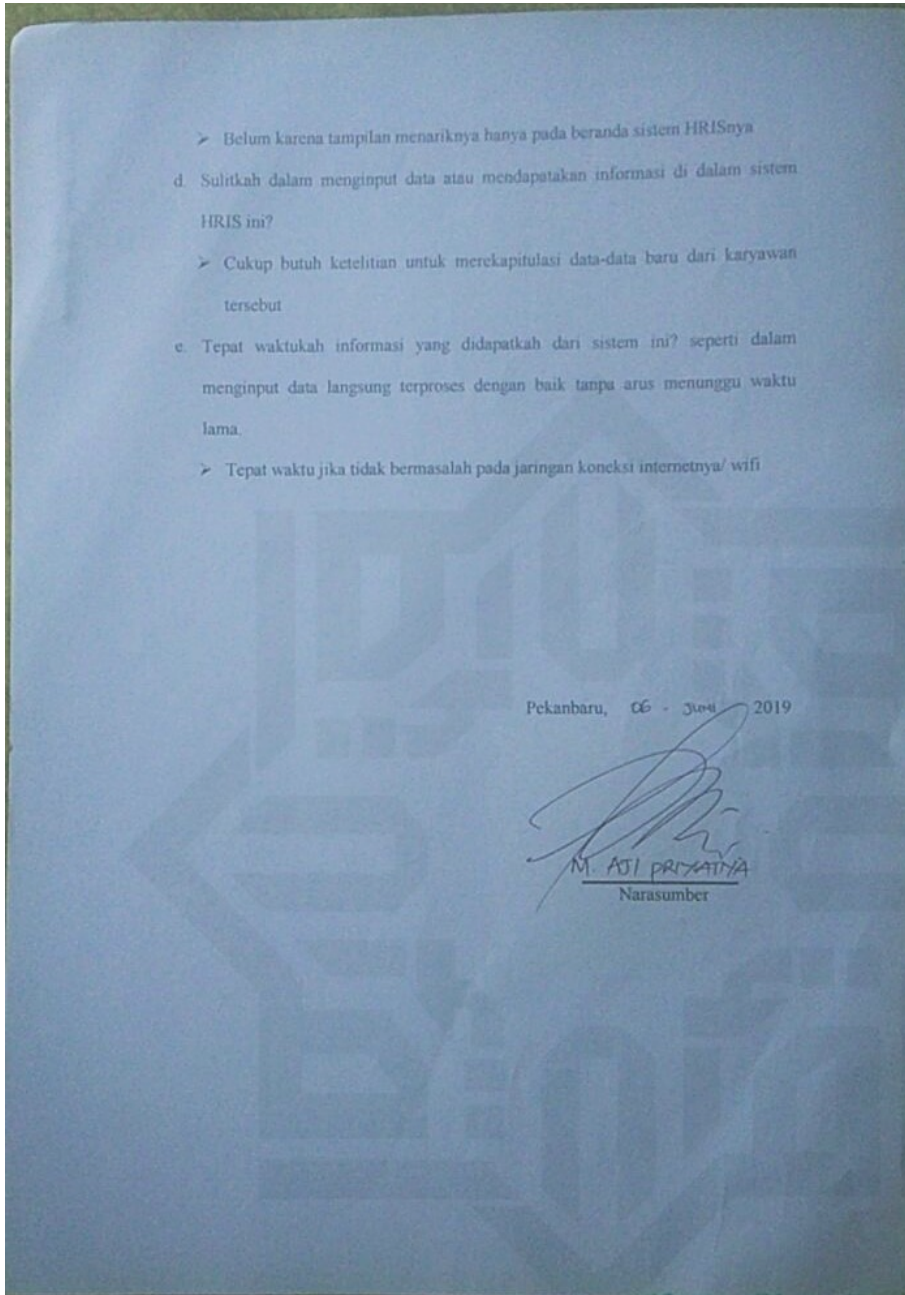 ➤ Belum karena tampilan menariknya hanya pada beranda sistem HRISnya
d. Sulitkah dalam menginput data atau mendapatakan informasi di dalam sistem
HRIS ini?
➤ Cukup butuh ketelitian untuk merekapitulasi data-data baru dari karyawan
tersebut
e. Tepat waktukah informasi yang didapatkah dari sistem ini? seperti dalam
menginput data langsung terproses dengan baik tanpa arus menunggu waktu
lama.
➤ Tepat waktu jika tidak bermasalah pada jaringan koneksi internetnya/ wifi
Pekanbaru, 06 - Juni 2019
M. AJI PRIYATNA
Narasumber